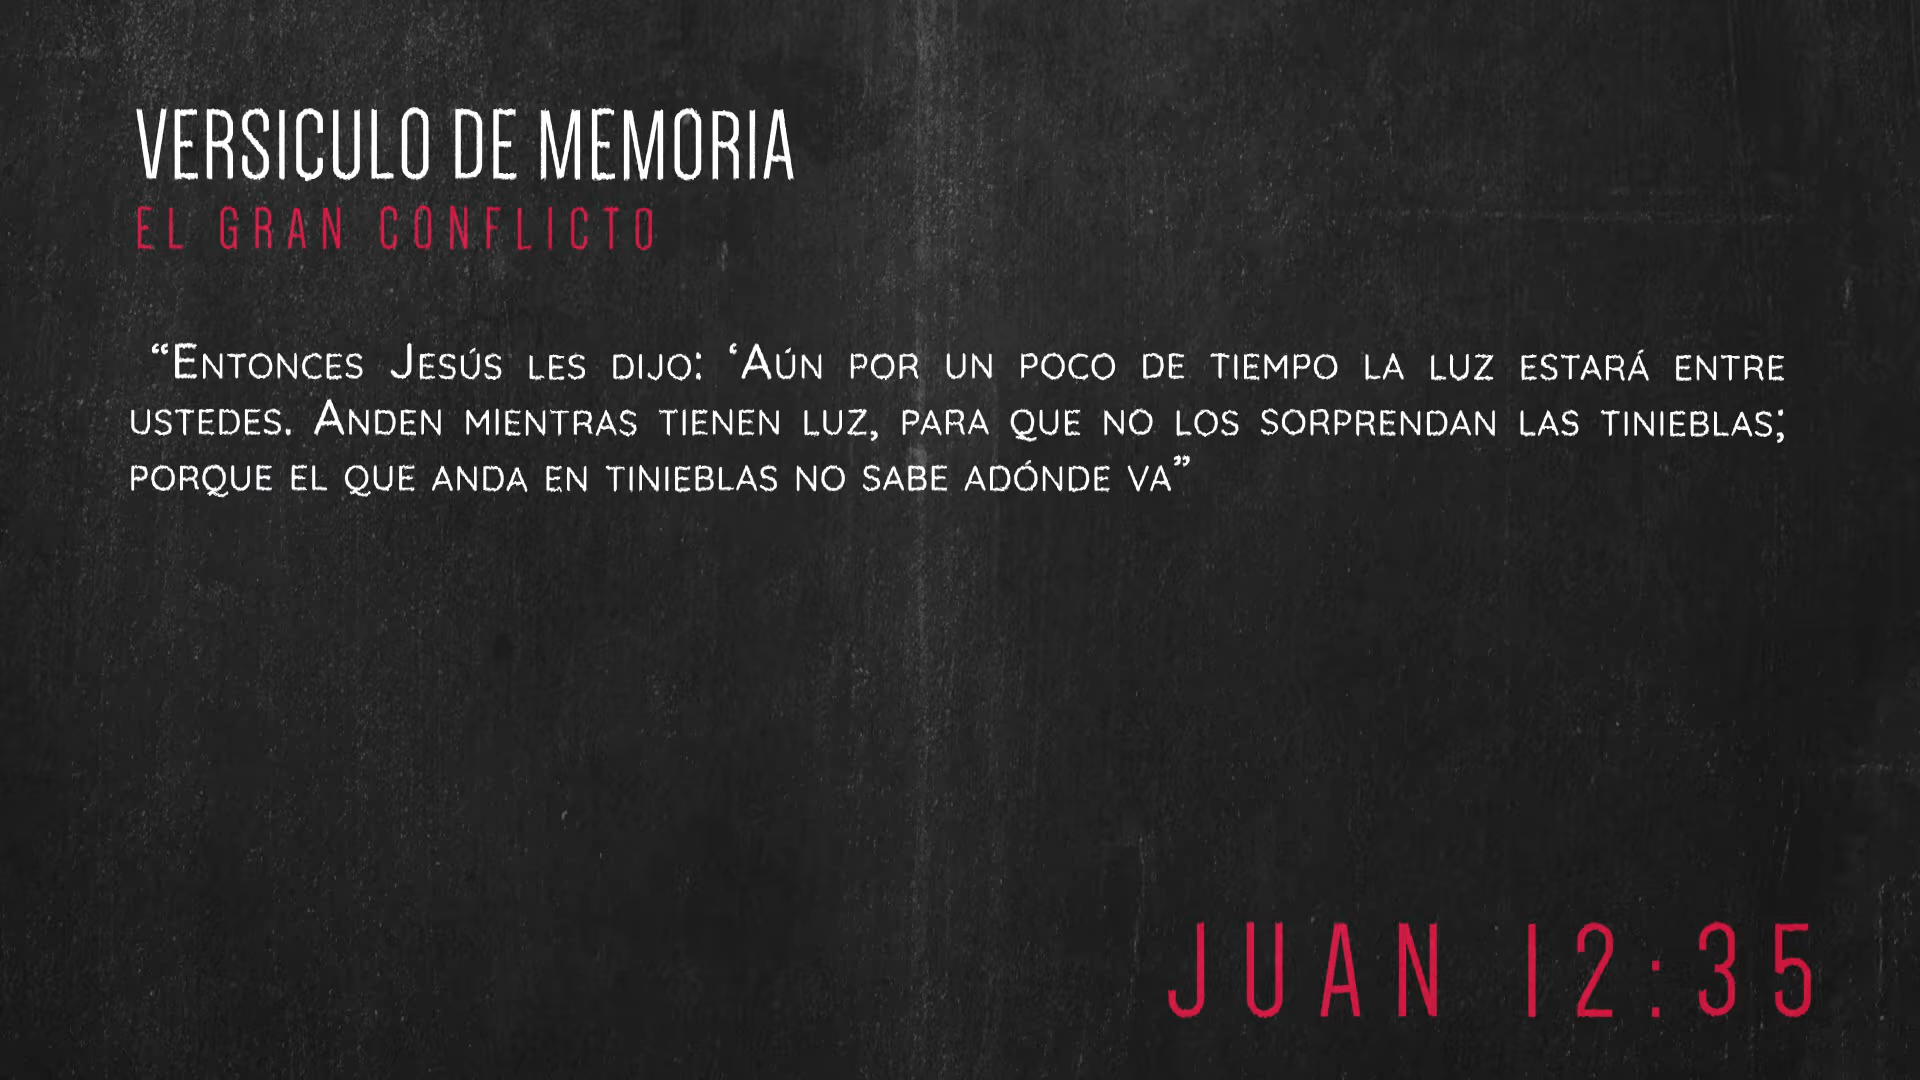 VERSICULO DE MEMORIA
EL GRAN CONFLICTO
“Entonces Jesús les dijo: ‘Aún por un poco de tiempo la luz estará entre
ustedes. Anden mientras tienen luz, para que no los sorprendan las tinieblas;
porque el que anda en tinieblas no sabe adónde va”
JUAN 12:35